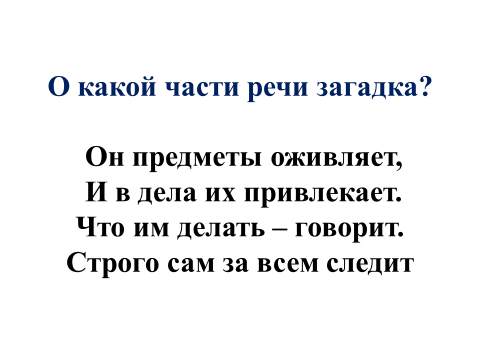 О какой части речи загадка?
Он предметы оживляет,
И в дела их привлекает.
Что им делать – говорит.
Строго сам за всем следит